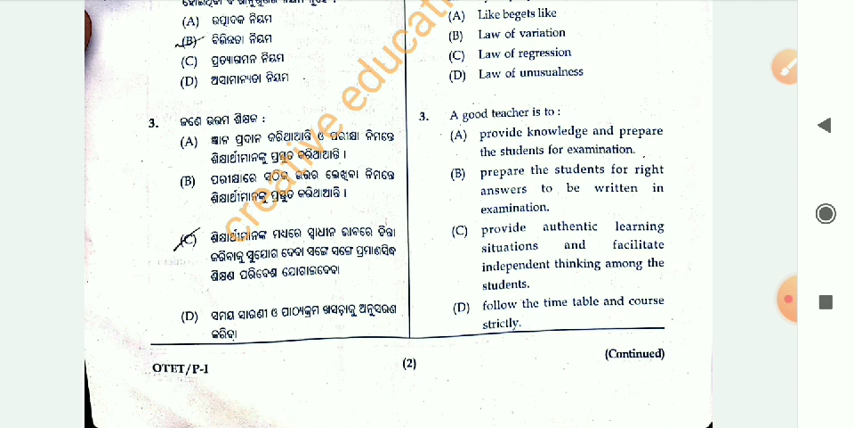 (A) ଉତ୍ପାଦକ ନିୟମ
(B) ବିଭିନ୍ନତା ନିୟମ
(C) ପ୍ରତ୍ୟାଗମନ ନିୟମ
(D) ଅସାମାନ୍ୟତା ନିୟମ
3. ଜଣେ ଉତ୍ତମ ଶିକ୍ଷକ :
(A) ଜ୍ଞାନ ପ୍ରଦାନ କରିଥାଆନ୍ତି ଓ ପରୀକ୍ଷା ନିମନ୍ତେ
ଶିକ୍ଷାର୍ଥୀମାନଙ୍କୁ ପ୍ରସ୍ତୁତ କରିଥାଆନ୍ତି ।
(B) ପରୀକ୍ଷାରେ ସଠିକ୍ ଉତ୍ତର ଲେଖିବା ନିମନ୍ତେ
ଶିକ୍ଷାର୍ଥୀମାନଙ୍କୁ ପ୍ରସ୍ତୁତ କରିଥାଆନ୍ତି ।
(C) ଶିକ୍ଷାର୍ଥୀମାନଙ୍କ ମଧ୍ୟରେ ସ୍ୱାଧୀନ ଭାବରେ ଚିନ୍ତା
କରିବାକୁ ସୁଯୋଗ ଦେବା ସଙ୍ଗେ ସଙ୍ଗେ ପ୍ରମାଣସିଦ୍ଧ
ଶିକ୍ଷଣ ପରିବେଶ ଯୋଗାଇଦେବା
(D) ସମୟ ସାରଣୀ ଓ ପାଠ୍ୟକ୍ରମ ଖସଡ଼ାକୁ ଅନୁସରଣ
କରିବା
OTET/P-I
(A) Like begets like
(B) Law of variation
(C) Law of regression
(D) Law of unusualness
3. A good teacher is to :
(A) provide knowledge and prepare
the students for examination.
(B) prepare the students for right
answers to be written in
examination.
(C) provide authentic learning
situations and facilitate
independent thinking among the
students.
(D) follow the time table and course
strictly.
(2)
(Continued)
creative educati